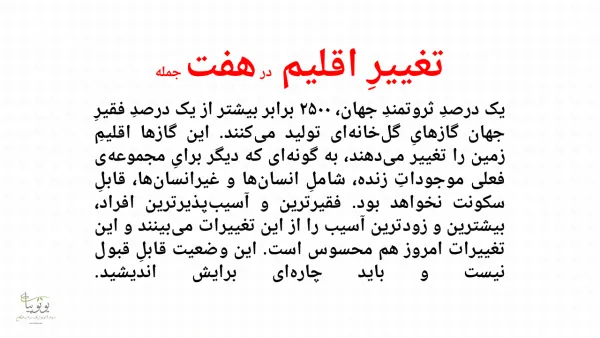 تغییرِ اقلیم در هفت جمله
یک درصدِ ثروتمندِ جهان، ۲۵۰۰ برابر بیشتر از یک درصدِ فقیرِ
جهان گازهایِ گل‌خانه‌ای تولید می‌کنند. این گازها اقلیمِ
زمین را تغییر می‌دهند، به گونه‌ای که دیگر برایِ مجموعه‌ی
فعلی موجوداتِ زنده، شاملِ انسان‌ها و غیرانسان‌ها، قابلِ
سکونت نخواهد بود. فقیرترین و آسیب‌پذیرترین افراد،
بیشترین و زودترین آسیب را از این تغییرات می‌بینند و این
تغییرات امروز هم محسوس است. این وضعیت قابلِ قبول
نیست و باید چاره‌ای برایش اندیشید.
یوتوپیا